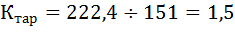 Kтар = 222,4 ÷ 151 = 1,5